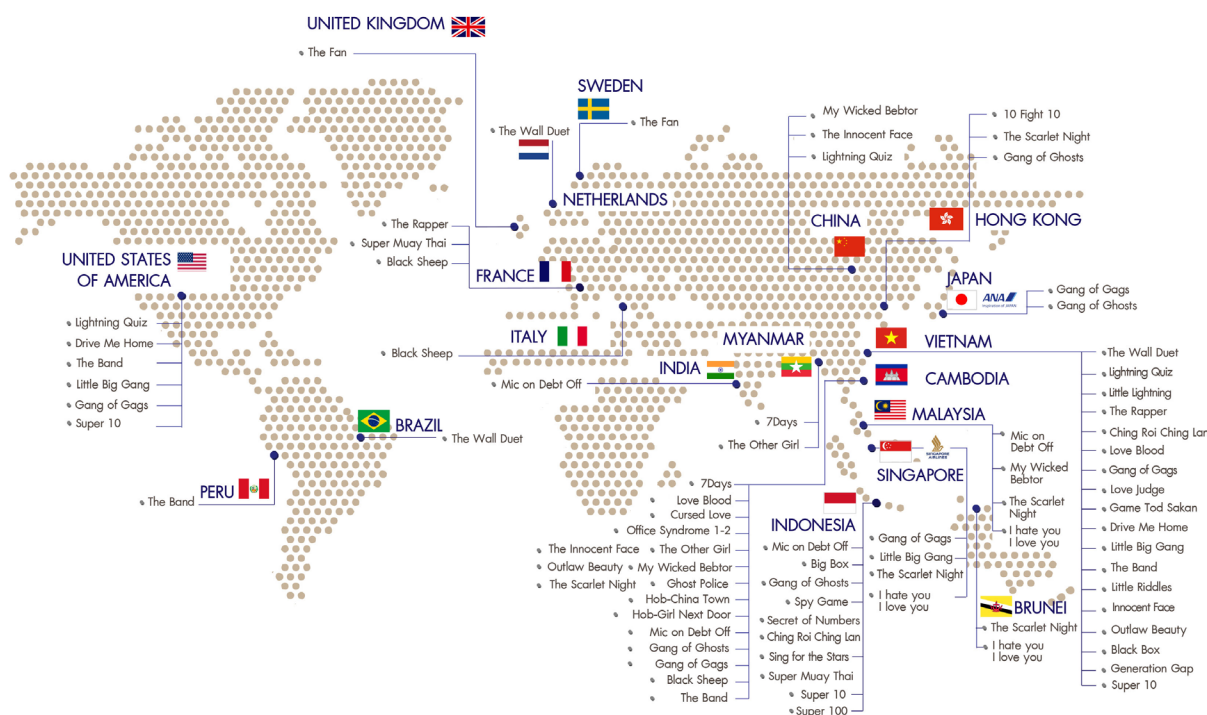 UNITED KINGDOM
The Fan
SWEDEN
The Fan
The Wall Duet
NETHERLANDS
My Wicked Bebtor
The Innocent Face
Lightning Quiz
CHINA
10 Fight 10
The Scarlet Night
Gang of Ghosts
HONG KONG
The Rapper
Super Muay Thai
Black Sheep
FRANCE
UNITED STATES
OF AMERICA
Lightning Quiz
Drive Me Home
The Band
Little Big Gang
Gang of Gags
Super 10
JAPAN
ANA
Inspiration of JAPAN
Gang of Gags
Gang of Ghosts
ITALY
Black Sheep
INDIA
Mic on Debt Off
MYANMAR
7Days
The Other Girl
BRAZIL
The Wall Duet
PERU
The Band
VIETNAM
The Wall Duet
Lightning Quiz
Little Lightning
The Rapper
Ching Roi Ching Lan
Love Blood
Gang of Gags
Love Judge
Game Tod Sakan
Drive Me Home
Little Big Gang
The Band
Little Riddles
Innocent Face
Outlaw Beauty
Black Box
Generation Gap
Super 10
CAMBODIA
7Days
Love Blood
Cursed Love
Office Syndrome 1-2
The Innocent Face
The Other Girl
Outlaw Beauty
My Wicked Bebtor
The Scarlet Night
Ghost Police
Hob-China Town
Hob-Girl Next Door
Mic on Debt Off
Gang of Ghosts
Gang of Gags
Black Sheep
The Band
MALAYSIA
Mic on
Debt Off
My Wicked
Bebtor
The Scarlet
Night
I hate you
I love you
SINGAPORE AIRLINES
SINGAPORE
Gang of Gags
Little Big Gang
The Scarlet Night
I hate you
I love you
INDONESIA
Mic on Debt Off
Big Box
Gang of Ghosts
Spy Game
Secret of Numbers
Ching Roi Ching Lan
Sing for the Stars
Super Muay Thai
Super 10
Super 100
BRUNEI
The Scarlet Night
I hate you
I love you